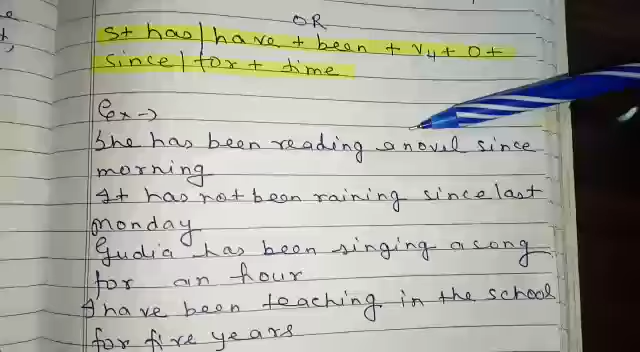 OR
S+ has/have + been + V4 + O +
since/for + time
Ex →
She has been reading a novel since
morning
It has not been raining since last
monday
Gudia has been singing a song
for an hour
I have been teaching in the school
for five years